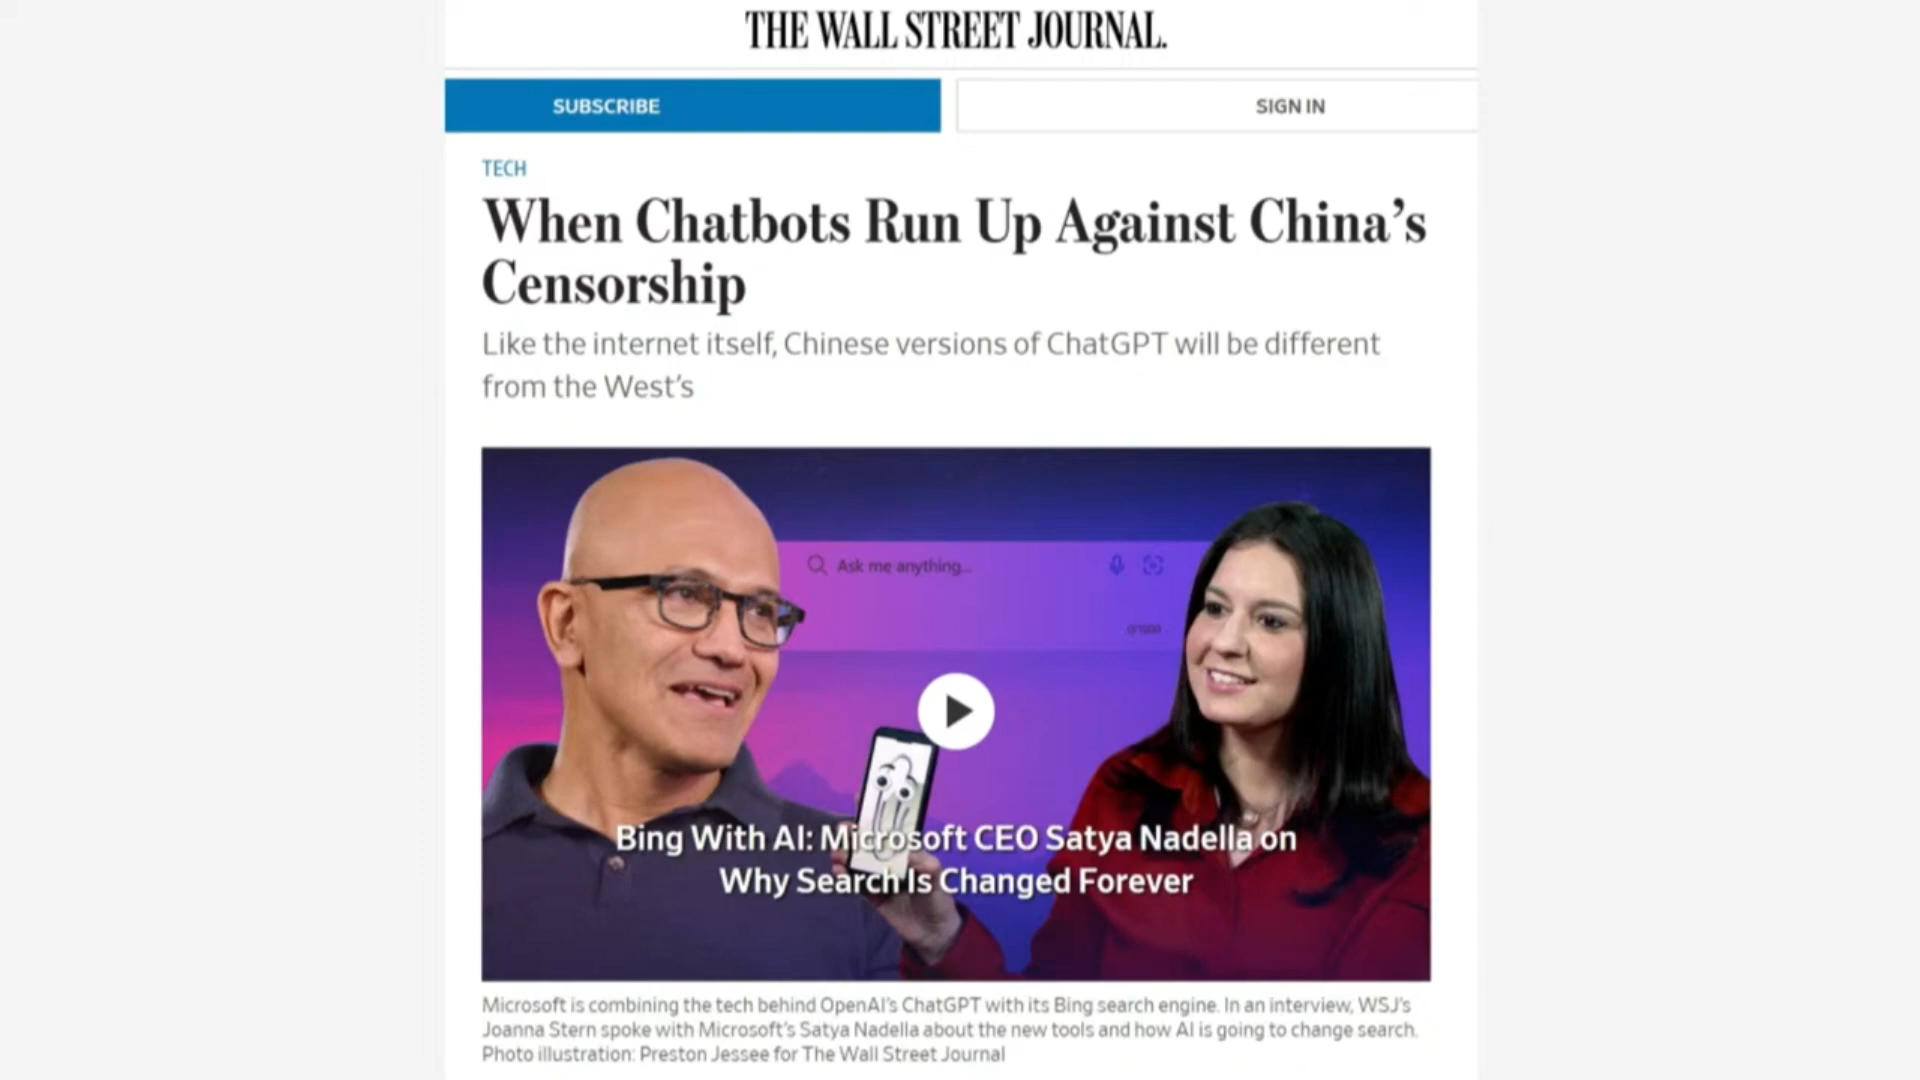 THE WALL STREET JOURNAL.
SUBSCRIBE
SIGN IN
TECH
When Chatbots Run Up Against China's
Censorship
Like the internet itself, Chinese versions of ChatGPT will be different
from the West's
Ask me anything...
Bing With AI: Microsoft CEO Satya Nadella on
Why Search Is Changed Forever
Microsoft is combining the tech behind OpenAI's ChatGPT with its Bing search engine. In an interview, WSJ's
Joanna Stern spoke with Microsoft's Satya Nadella about the new tools and how AI is going to change search.
Photo illustration: Preston Jessee for The Wall Street Journal